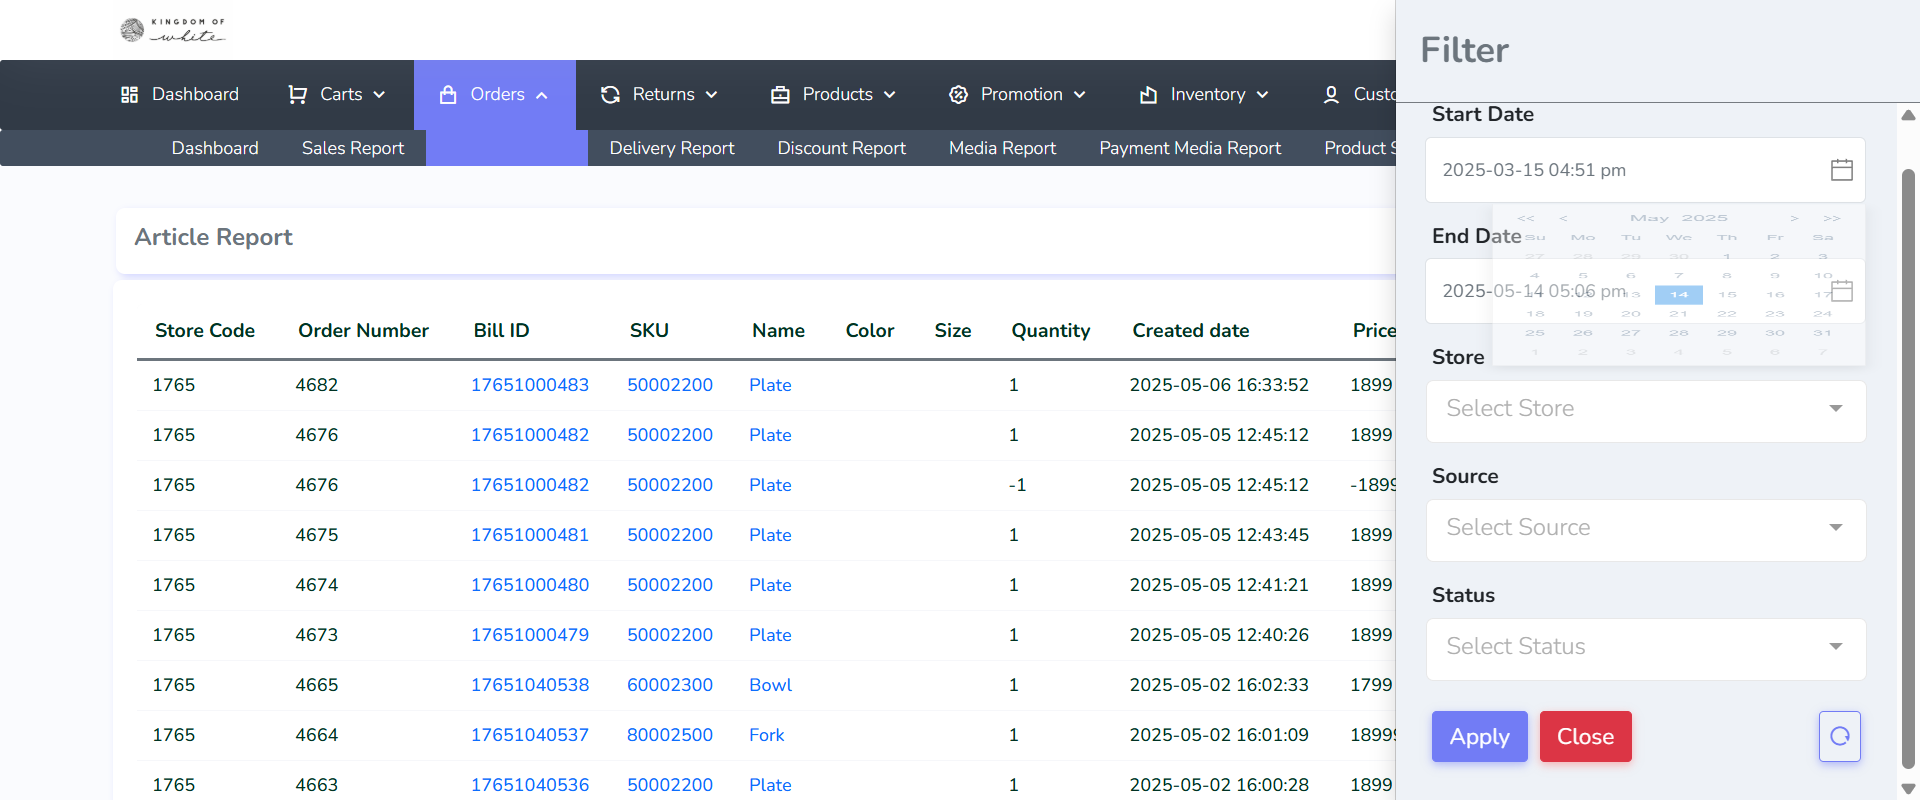 KINGDOM OF
white
Dashboard Carts Orders Returns Products Promotion Inventory Custo
Dashboard Sales Report Delivery Report Discount Report Media Report Payment Media Report Product S
Article Report
Store Code Order Number Bill ID SKU Name Color Size Quantity Created date Price
1765 4682 17651000483 50002200 Plate 1 2025-05-06 16:33:52 1899
1765 4676 17651000482 50002200 Plate 1 2025-05-05 12:45:12 1899
1765 4676 17651000482 50002200 Plate -1 2025-05-05 12:45:12 -1899
1765 4675 17651000481 50002200 Plate 1 2025-05-05 12:43:45 1899
1765 4674 17651000480 50002200 Plate 1 2025-05-05 12:41:21 1899
1765 4673 17651000479 50002200 Plate 1 2025-05-05 12:40:26 1899
1765 4665 17651040538 60002300 Bowl 1 2025-05-02 16:02:33 1799
1765 4664 17651040537 80002500 Fork 1 2025-05-02 16:01:09 1899
1765 4663 17651040536 50002200 Plate 1 2025-05-02 16:00:28 1899
Filter
Start Date
2025-03-15 04:51 pm
End Date
2025-05-14 05:06 pm
<< < May 2025 > >>
Su Mo Tu We Th Fr Sa
27 28 29 30 1 2 3
4 5 6 7 8 9 10
13 14 15 16 17
18 19 20 21 22 23 24
25 26 27 28 29 30 31
1 2 3 4 5 6 7
Store
Select Store
Source
Select Source
Status
Select Status
Apply Close